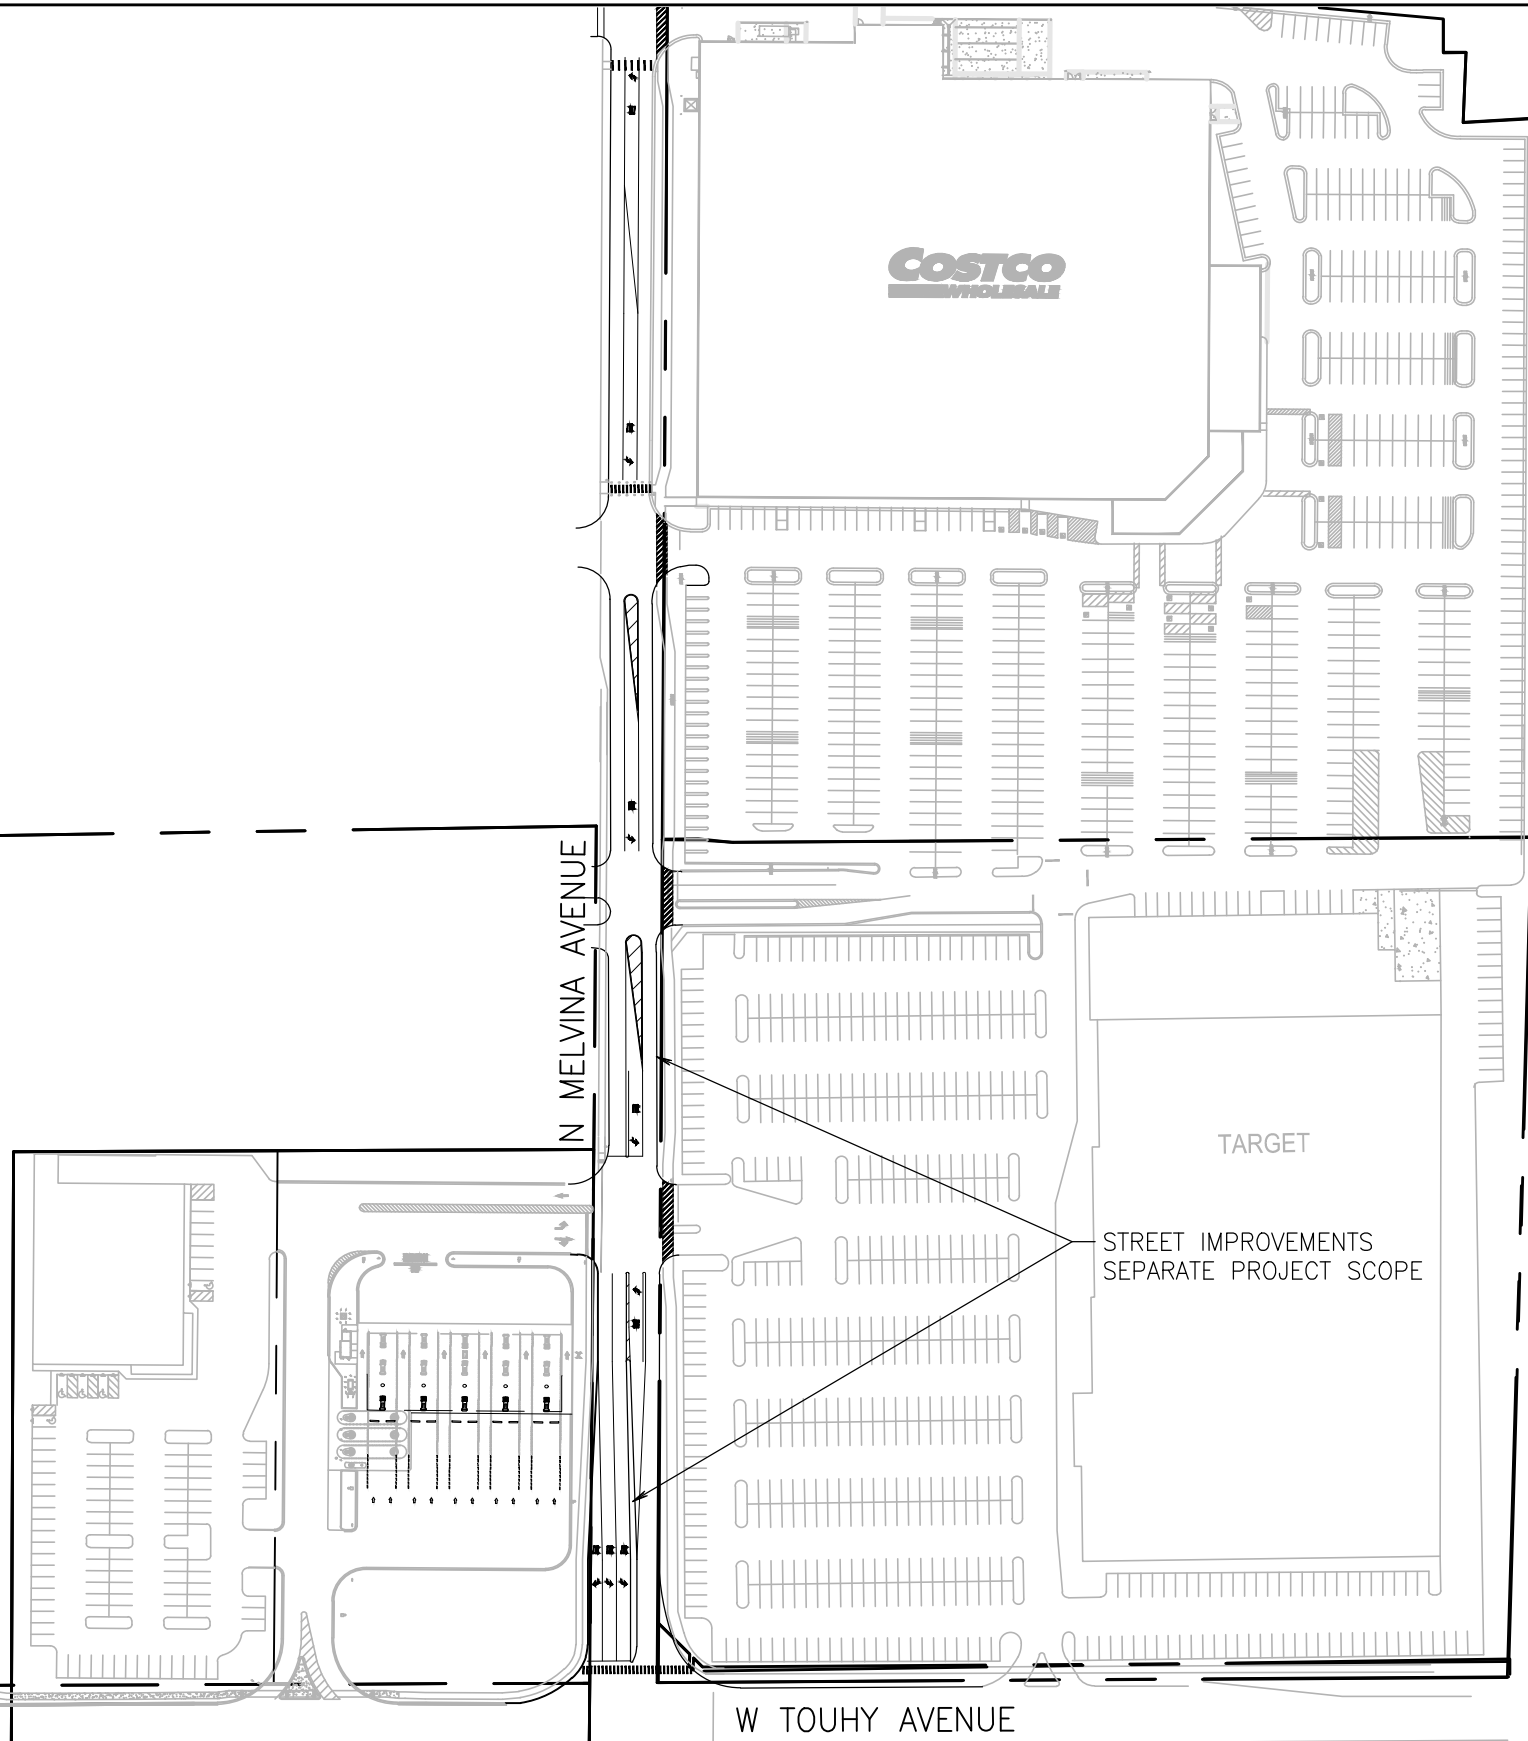 COSTCO
WHOLESALE
N MELVINA AVENUE
TARGET
STREET IMPROVEMENTS
SEPARATE PROJECT SCOPE
W TOUHY AVENUE